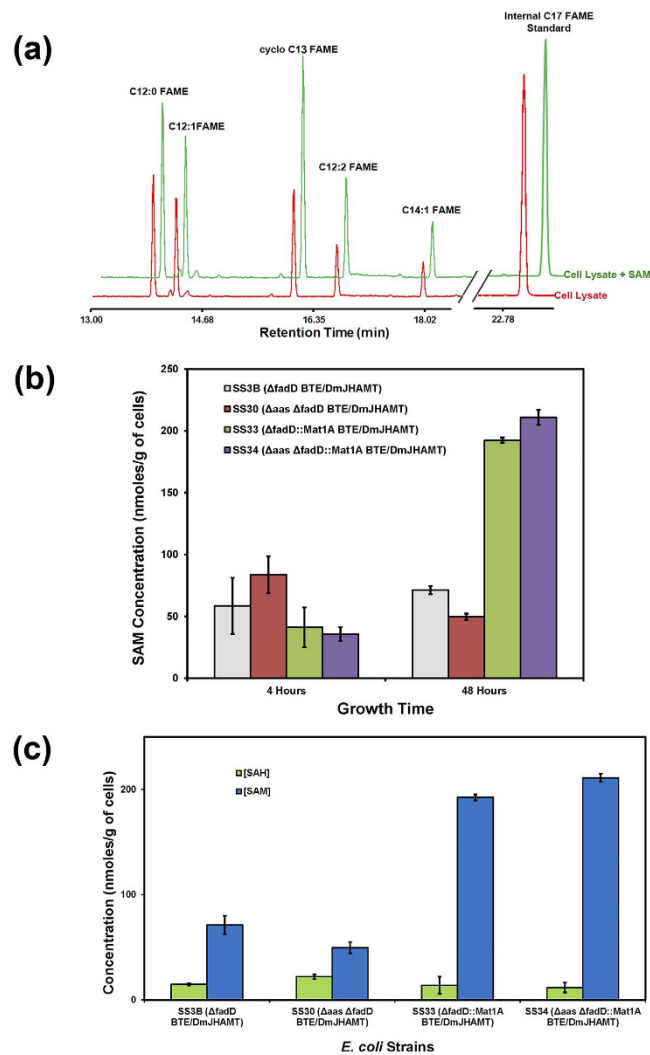 (a)
Internal C17 FAME
Standard
cyclo C13 FAME
C12:0 FAME
C12:1FAME
C12:2 FAME
C14:1 FAME
Cell Lysate + SAM
Cell Lysate
13.00 14.68 16.35 18.02 22.78
Retention Time (min)
(b)
250
200
150
100
50
0
SAM Concentration (nmoles/g of cells)
SS3B (ΔfadD BTE/DmJHAMT)
SS30 (Δaas ΔfadD BTE/DmJHAMT)
SS33 (ΔfadD::Mat1A BTE/DmJHAMT)
SS34 (Δaas ΔfadD::Mat1A BTE/DmJHAMT)
4 Hours 48 Hours
Growth Time
(c)
200
100
0
Concentration (nmoles/g of cells)
[SAH]
[SAM]
SS3B (ΔfadD
BTE/DmJHAMT)
SS30 (Δaas ΔfadD
BTE/DmJHAMT)
SS33 (ΔfadD::Mat1A
BTE/DmJHAMT)
SS34 (Δaas ΔfadD::Mat1A
BTE/DmJHAMT)
E. coli Strains